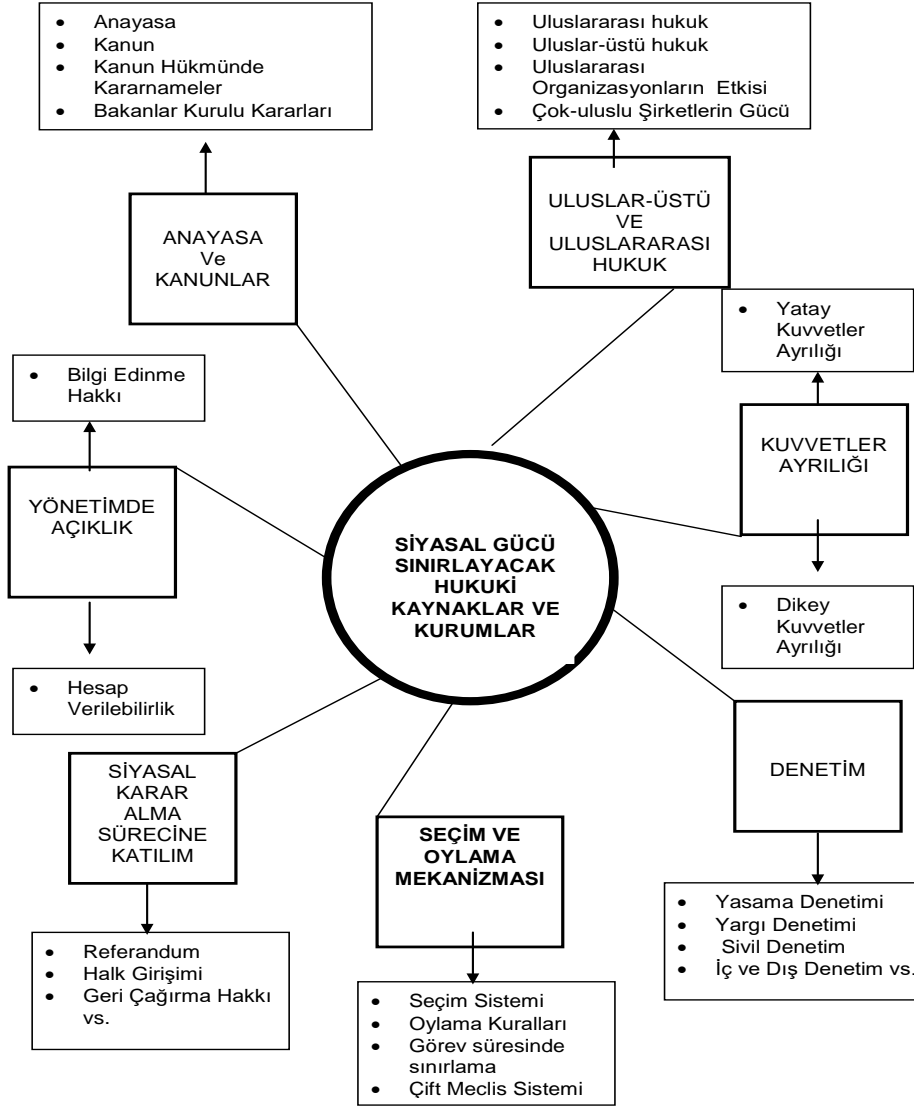 • Anayasa
• Kanun
• Kanun Hükmünde
Kararnameler
• Bakanlar Kurulu Kararları
• Uluslararası hukuk
• Uluslar-üstü hukuk
• Uluslararası
Organizasyonların Etkisi
• Çok-uluslu Şirketlerin Gücü
ANAYASA
Ve
KANUNLAR
ULUSLAR-ÜSTÜ
VE
ULUSLARARASI
HUKUK
• Yatay
Kuvvetler
Ayrılığı
• Bilgi Edinme
Hakkı
KUVVETLER
AYRILIĞI
YÖNETİMDE
AÇIKLIK
SİYASAL GÜCÜ
SINIRLAYACAK
HUKUKİ
KAYNAKLAR VE
KURUMLAR
• Dikey
Kuvvetler
Ayrılığı
• Hesap
Verilebilirlik
SİYASAL
KARAR
ALMA
SÜRECİNE
KATILIM
SEÇİM VE
OYLAMA
MEKANİZMASI
DENETİM
• Referandum
• Halk Girişimi
• Geri Çağırma Hakkı
vs.
• Seçim Sistemi
• Oylama Kuralları
• Görev süresinde
sınırlama
• Çift Meclis Sistemi
• Yasama Denetimi
• Yargı Denetimi
• Sivil Denetim
• İç ve Dış Denetim vs.